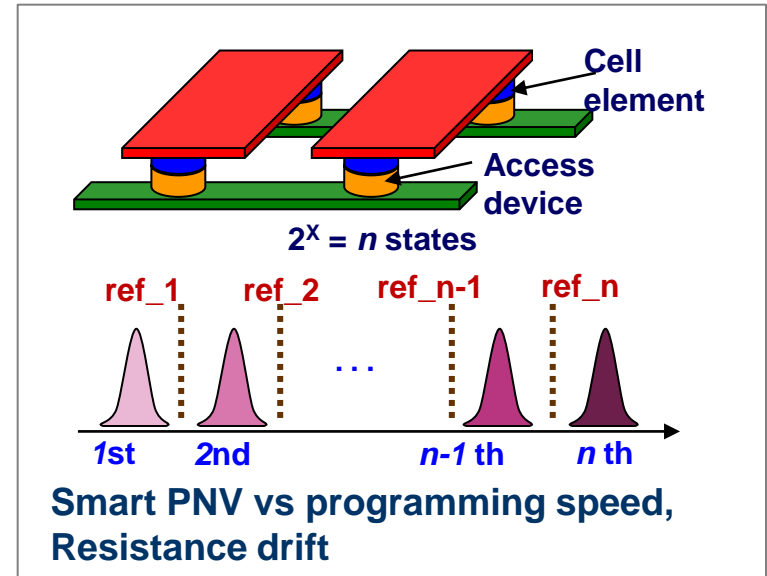 Cell
element
Access
device
2ˣ = n states
ref_1 ref_2 ref_n-1 ref_n
. . .
1st 2nd n-1 th n th
Smart PNV vs programming speed,
Resistance drift